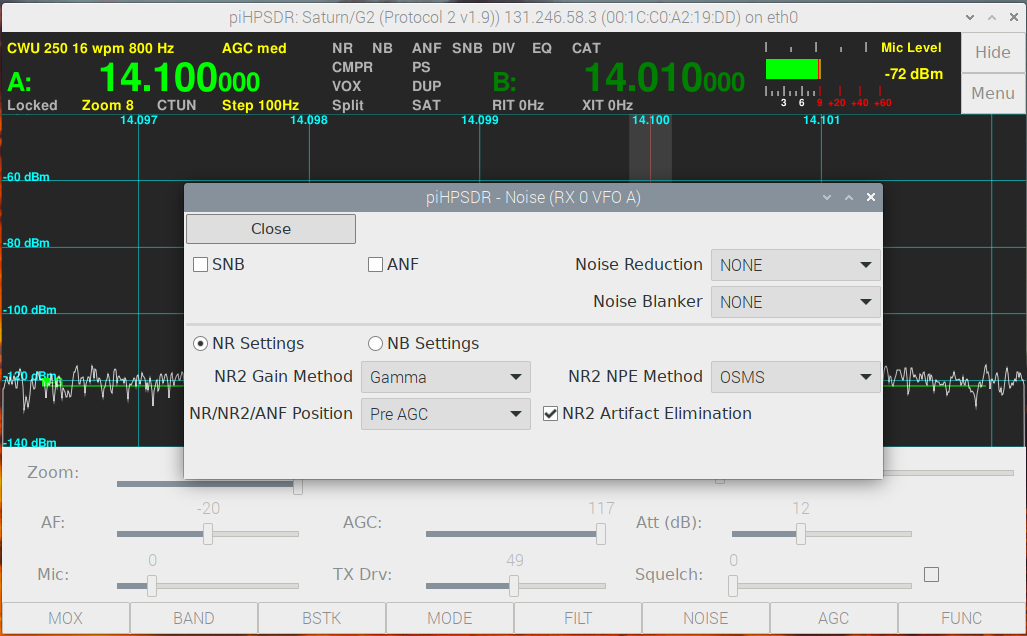 piHPSDR: Saturn/G2 (Protocol 2 v1.9)) 131.246.58.3 (00:1C:C0:A2:19:DD) on eth0
CWU 250 16 wpm 800 Hz AGC med NR NB ANF SNB DIV EQ CAT Mic Level Hide
CMPR PS
A: 14.100000 VOX DUP B: 14.010000 -72 dBm
Locked Zoom 8 CTUN Step 100Hz Split SAT RIT 0Hz XIT 0Hz 3 6 9 +20 +40 +60 Menu
14.097 14.098 14.099 14.100 14.101
-60 dBm
piHPSDR - Noise (RX 0 VFO A)
Close
-80 dBm
SNB ANF Noise Reduction NONE
Noise Blanker NONE
-100 dBm
NR Settings NB Settings
NR2 Gain Method Gamma NR2 NPE Method OSMS
-120 dBm
NR/NR2/ANF Position Pre AGC NR2 Artifact Elimination
-140 dBm
Zoom:
AF: -20 AGC: 117 Att (dB): 12
Mic: 0 TX Drv: 49 Squelch: 0
MOX BAND BSTK MODE FILT NOISE AGC FUNC